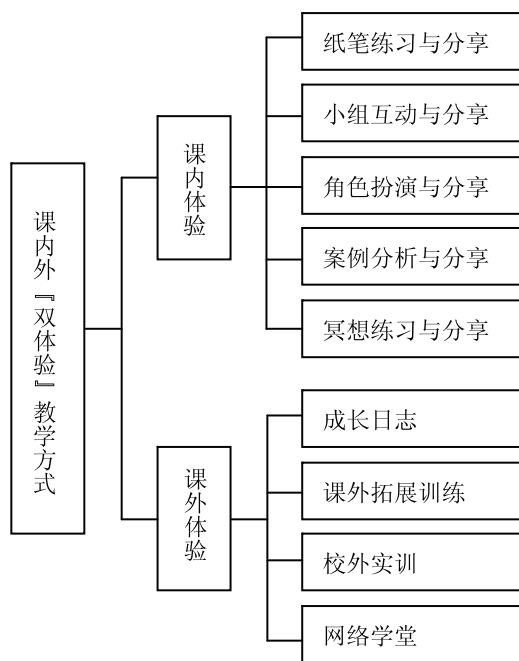 课内外『双体验』教学方式
课内体验
纸笔练习与分享
小组互动与分享
角色扮演与分享
案例分析与分享
冥想练习与分享
课外体验
成长日志
课外拓展训练
校外实训
网络学堂